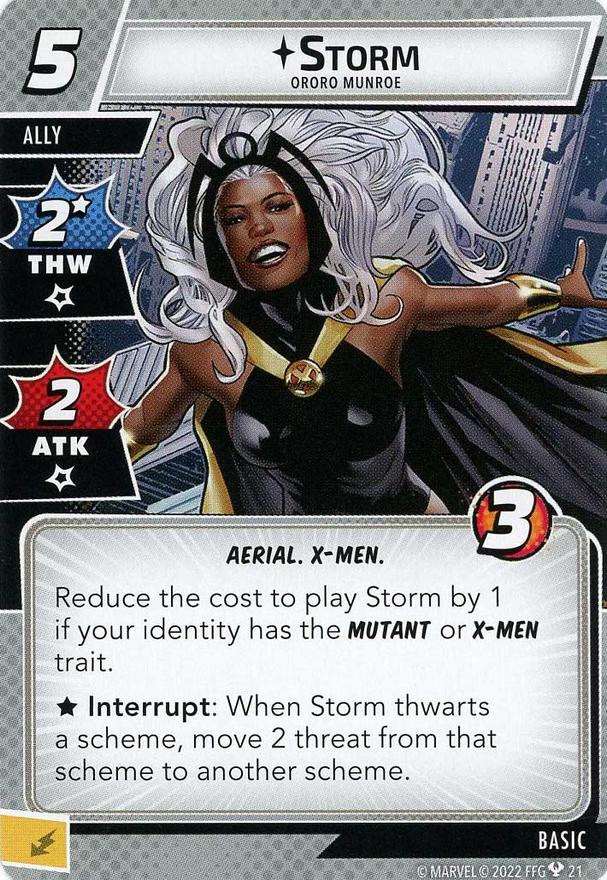 5
Storm
ORORO MUNROE
ALLY
2
THW
2
ATK
3
AERIAL. X-MEN.
Reduce the cost to play Storm by 1
if your identity has the MUTANT or X-MEN
trait.
★ Interrupt: When Storm thwarts
a scheme, move 2 threat from that
scheme to another scheme.
BASIC
© MARVEL © 2022 FFG 21